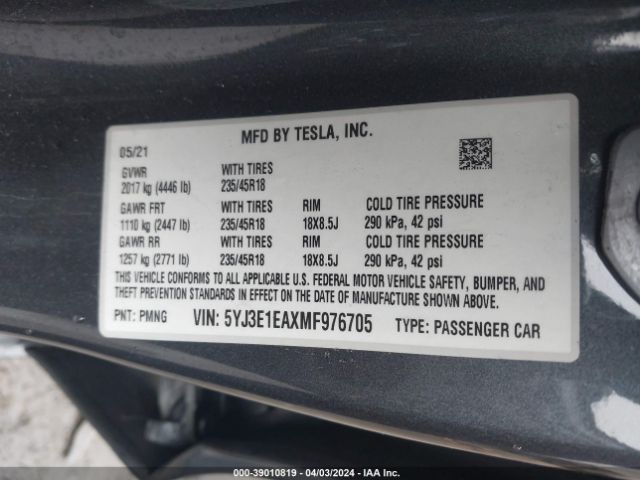 MFD BY TESLA, INC.
05/21
GVWR WITH TIRES
2017 kg (4446 lb) 235/45R18
GAWR FRT WITH TIRES RIM COLD TIRE PRESSURE
1110 kg (2447 lb) 235/45R18 18X8.5J 290 kPa, 42 psi
GAWR RR WITH TIRES RIM COLD TIRE PRESSURE
1257 kg (2771 lb) 235/45R18 18X8.5J 290 kPa, 42 psi
THIS VEHICLE CONFORMS TO ALL APPLICABLE U.S. FEDERAL MOTOR VEHICLE SAFETY, BUMPER, AND
THEFT PREVENTION STANDARDS IN EFFECT ON THE DATE OF MANUFACTURE SHOWN ABOVE.
PNT: PMNG VIN: 5YJ3E1EAXMF976705 TYPE: PASSENGER CAR
000-39010819 - 04/03/2024 - IAA Inc.